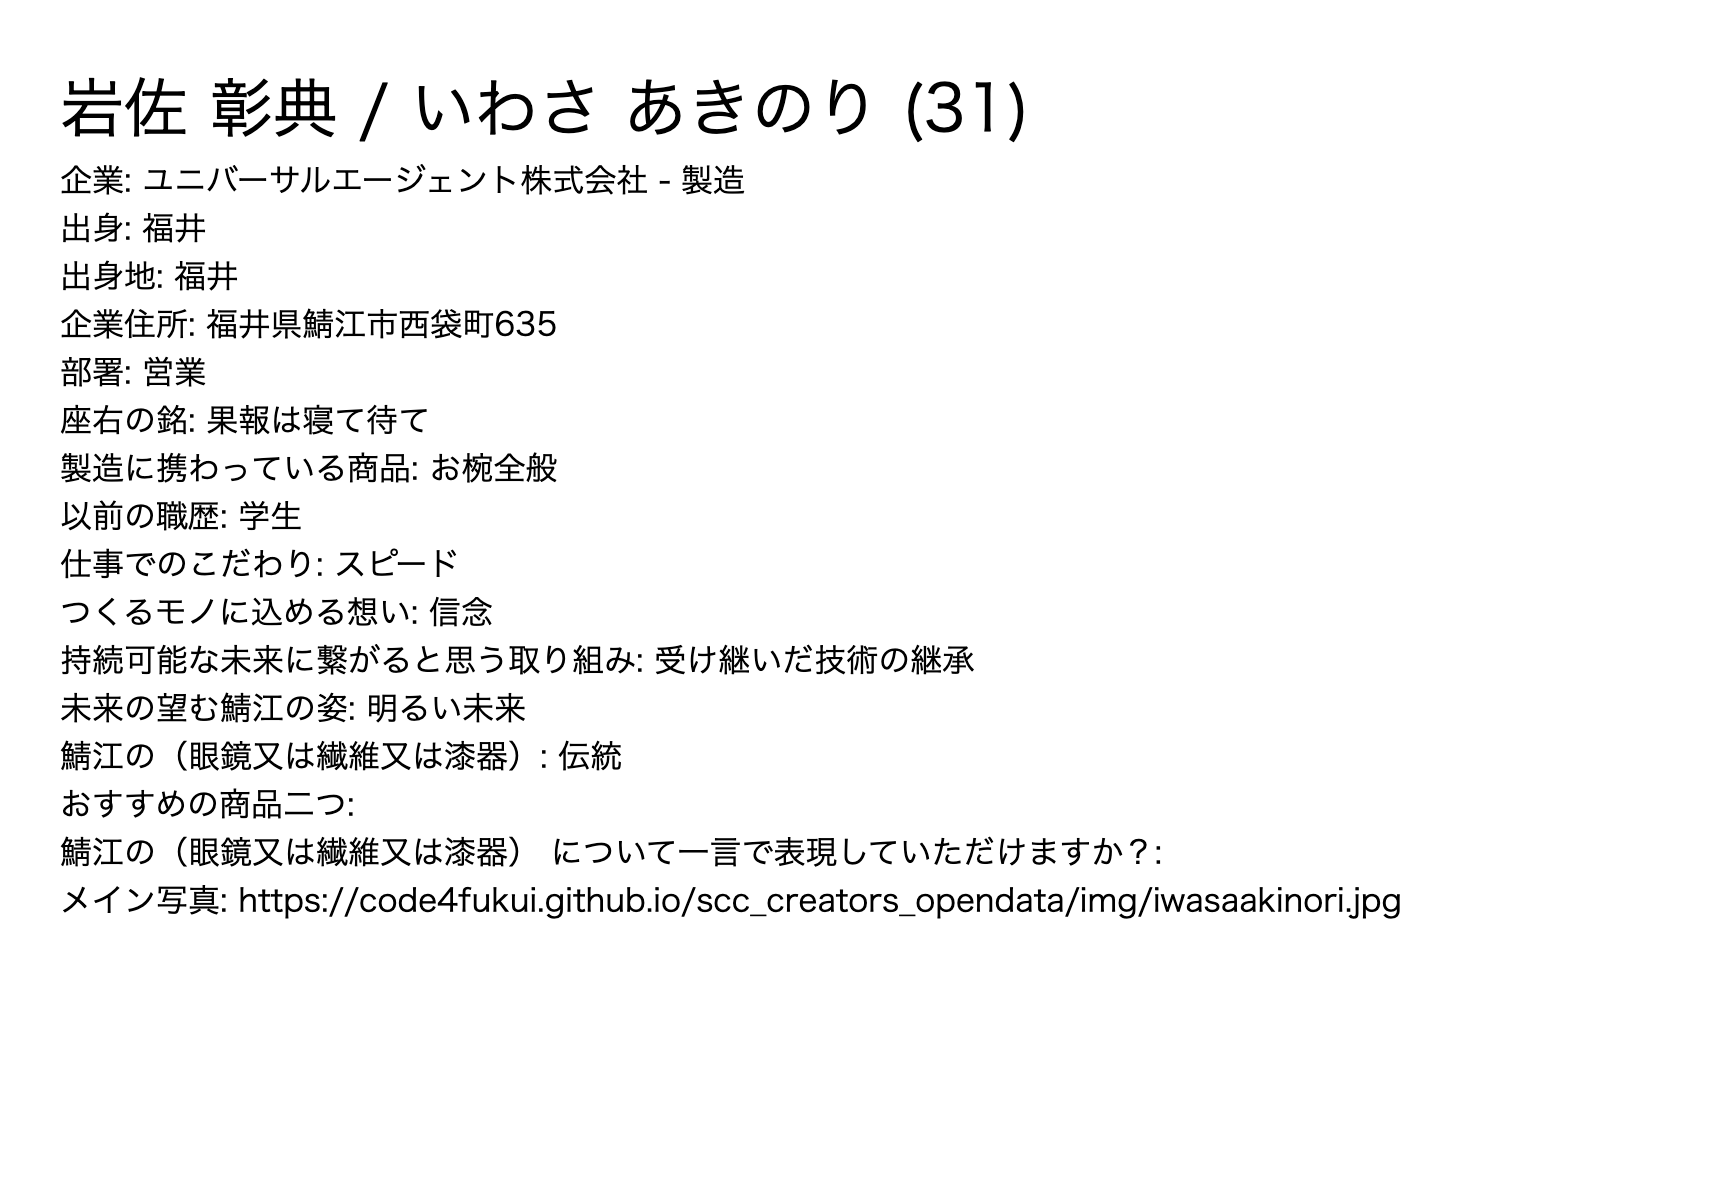 岩佐 彰典 / いわさ あきのり (31)
企業: ユニバーサルエージェント株式会社 - 製造
出身: 福井
出身地: 福井
企業住所: 福井県鯖江市西袋町635
部署: 営業
座右の銘: 果報は寝て待て
製造に携わっている商品: お椀全般
以前の職歴: 学生
仕事でのこだわり: スピード
つくるモノに込める想い: 信念
持続可能な未来に繋がると思う取り組み: 受け継いだ技術の継承
未来の望む鯖江の姿: 明るい未来
鯖江の（眼鏡又は繊維又は漆器）: 伝統
おすすめの商品二つ:
鯖江の（眼鏡又は繊維又は漆器） について一言で表現していただけますか？:
メイン写真: https://code4fukui.github.io/scc_creators_opendata/img/iwasaakinori.jpg